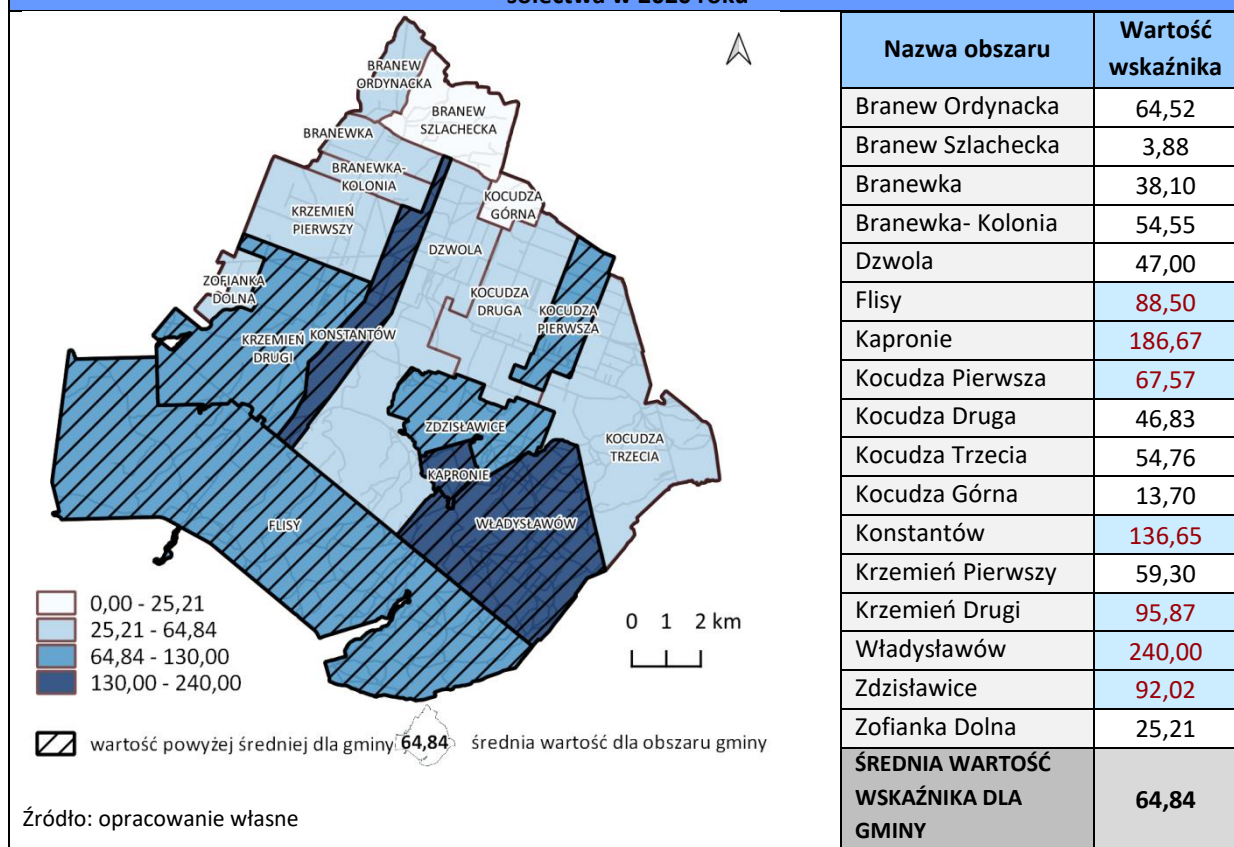 sołectwa w 2020 roku
BRANEW
ORDYNACKA
BRANEW
SZLACHECKA
BRANEWKA
BRANEWKA-
KOLONIA
KOCUDZA
GÓRNA
KRZEMIEŃ
PIERWSZY
DZWOLA
ZOFIANKA
DOLNA
KOCUDZA
DRUGA
KOCUDZA
PIERWSZA
KRZEMIEŃ
DRUGI
KONSTANTÓW
ZDZISŁAWICE
KOCUDZA
TRZECIA
KAPRONIE
FLISY
WŁADYSŁAWÓW
0,00 - 25,21
25,21 - 64,84
64,84 - 130,00
130,00 - 240,00
0 1 2 km
wartość powyżej średniej dla gminy 64,84 średnia wartość dla obszaru gminy
Źródło: opracowanie własne
Nazwa obszaru Wartość
wskaźnika
Branew Ordynacka 64,52
Branew Szlachecka 3,88
Branewka 38,10
Branewka- Kolonia 54,55
Dzwola 47,00
Flisy 88,50
Kapronie 186,67
Kocudza Pierwsza 67,57
Kocudza Druga 46,83
Kocudza Trzecia 54,76
Kocudza Górna 13,70
Konstantów 136,65
Krzemień Pierwszy 59,30
Krzemień Drugi 95,87
Władysławów 240,00
Zdzisławice 92,02
Zofianka Dolna 25,21
ŚREDNIA WARTOŚĆ
WSKAŹNIKA DLA 64,84
GMINY